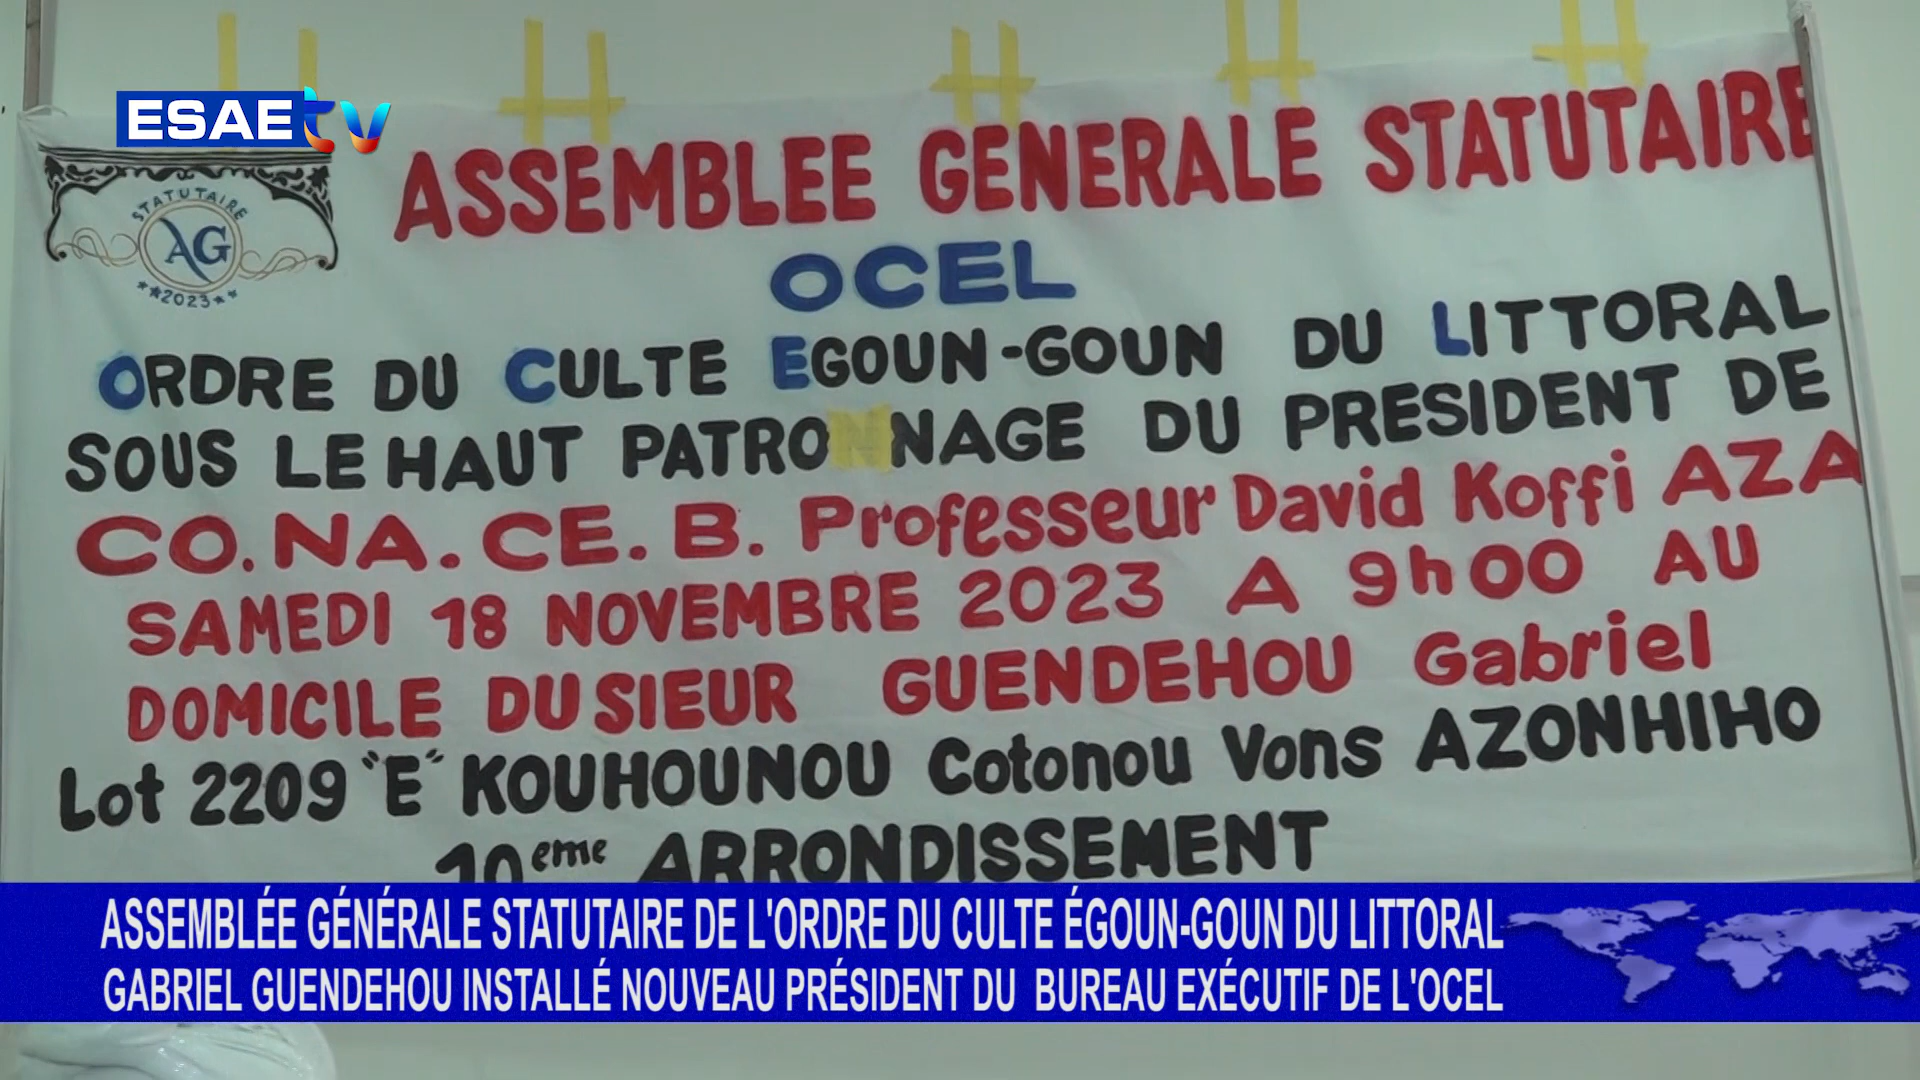 ESAE tv
STATUTAIRE
AG
2023
ASSEMBLEE GENERALE STATUTAIRE
OCEL
ORDRE DU CULTE EGOUN-GOUN DU LITTORAL
SOUS LE HAUT PATRONNAGE DU PRESIDENT DE
CO.NA.CE.B. Professeur David Koffi AZA
SAMEDI 18 NOVEMBRE 2023 A 9h00 AU
DOMICILE DU SIEUR GUENDEHOU Gabriel
Lot 2209 "E" KOUHOUNOU Cotonou Vons AZONHIHO
10eme ARRONDISSEMENT
ASSEMBLÉE GÉNÉRALE STATUTAIRE DE L'ORDRE DU CULTE ÉGOUN-GOUN DU LITTORAL
GABRIEL GUENDEHOU INSTALLÉ NOUVEAU PRÉSIDENT DU BUREAU EXÉCUTIF DE L'OCEL